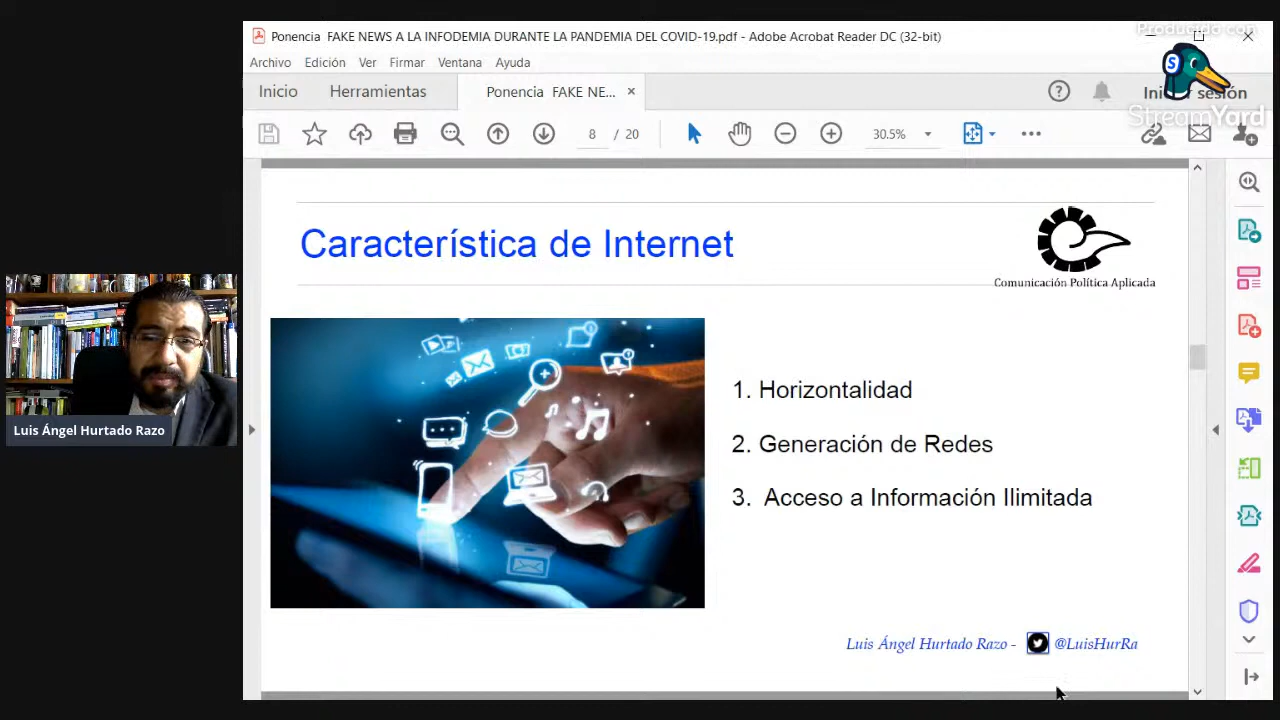 Producido con
StreamYard
Ponencia FAKE NEWS A LA INFODEMIA DURANTE LA PANDEMIA DEL COVID-19.pdf - Adobe Acrobat Reader DC (32-bit)
Archivo Edición Ver Firmar Ventana Ayuda
Inicio Herramientas Ponencia FAKE NE... ×
8 / 20 30.5%
Característica de Internet
Comunicación Política Aplicada
1. Horizontalidad
2. Generación de Redes
3. Acceso a Información Ilimitada
Luis Ángel Hurtado Razo
Luis Ángel Hurtado Razo - @LuisHurRa